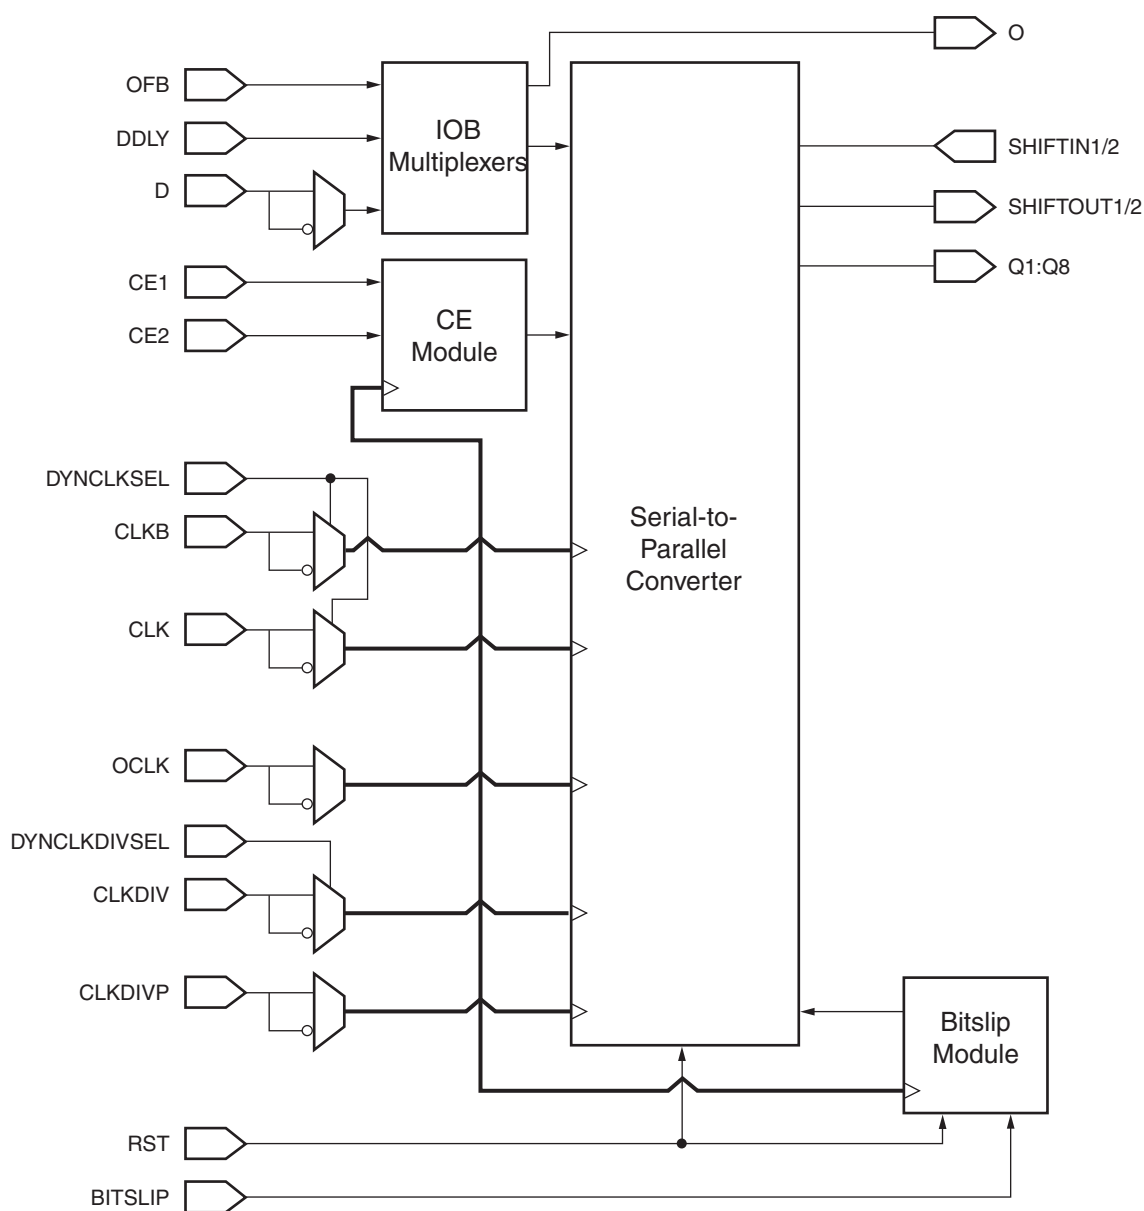 O
OFB
IOB
Multiplexers
DDLY
SHIFTIN1/2
D
SHIFTOUT1/2
Q1:Q8
CE1
CE
Module
CE2
DYNCLKSEL
CLKB
Serial-to-
Parallel
Converter
CLK
OCLK
DYNCLKDIVSEL
CLKDIV
CLKDIVP
Bitslip
Module
RST
BITSLIP